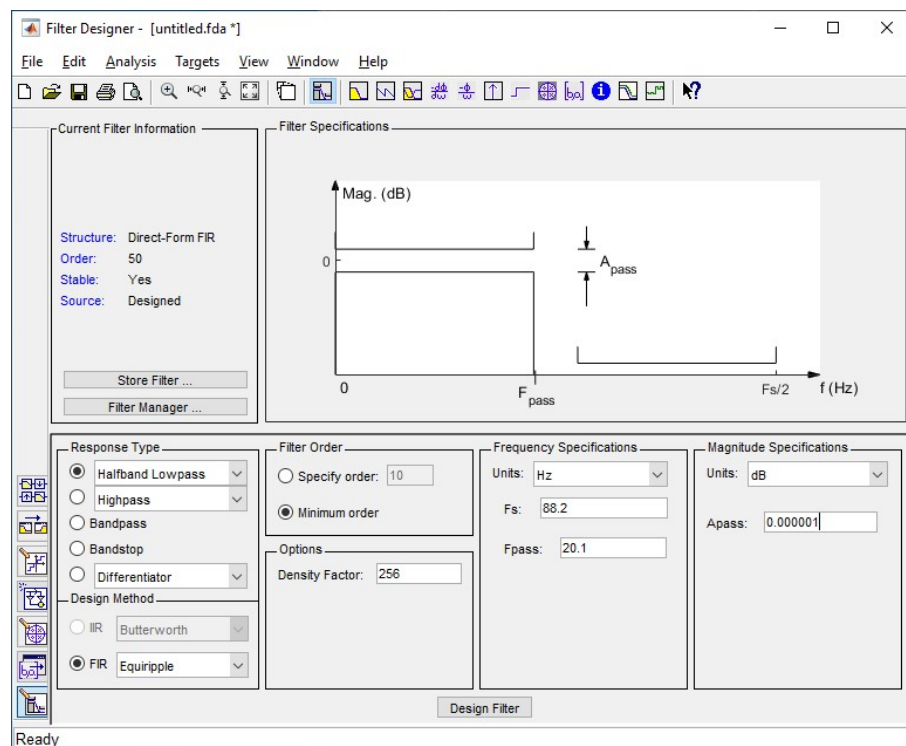 Filter Designer - [untitled.fda *]
File Edit Analysis Targets View Window Help
Current Filter Information
Structure: Direct-Form FIR
Order: 50
Stable: Yes
Source: Designed
Store Filter ...
Filter Manager ...
Filter Specifications
Mag. (dB)
0
A pass
0
F pass
Fs/2
f (Hz)
Response Type
Halfband Lowpass
Highpass
Bandpass
Bandstop
Differentiator
Design Method
IIR Butterworth
FIR Equiripple
Filter Order
Specify order: 10
Minimum order
Options
Density Factor: 256
Frequency Specifications
Units: Hz
Fs: 88.2
Fpass: 20.1
Magnitude Specifications
Units: dB
Apass: 0.000001
Design Filter
Ready